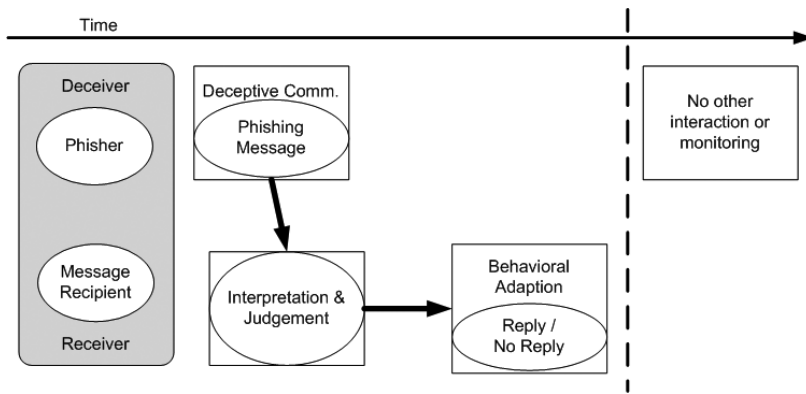 Time
Deceiver
Phisher
Message
Recipient
Receiver
Deceptive Comm.
Phishing
Message
Interpretation &
Judgement
Behavioral
Adaption
Reply /
No Reply
No other
interaction or
monitoring